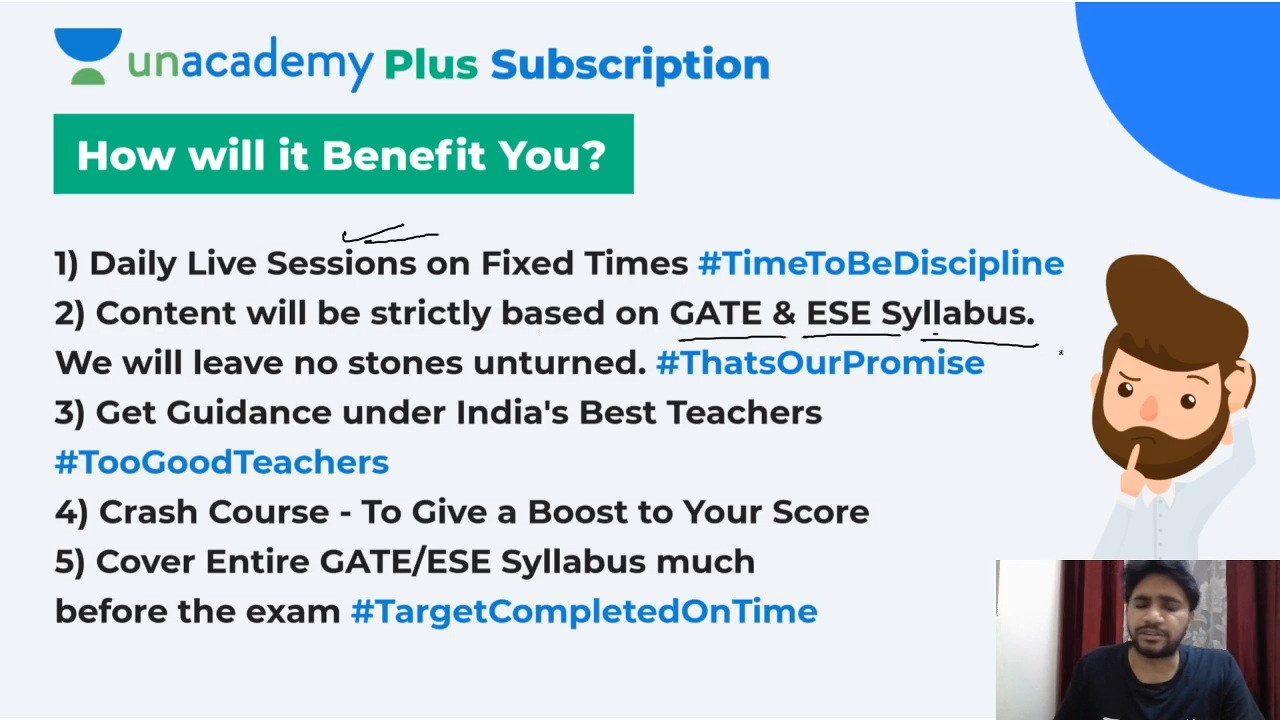 unacademy Plus Subscription
How will it Benefit You?
1) Daily Live Sessions on Fixed Times #TimeToBeDiscipline
2) Content will be strictly based on GATE & ESE Syllabus.
We will leave no stones unturned. #ThatsOurPromise
3) Get Guidance under India's Best Teachers
#TooGoodTeachers
4) Crash Course - To Give a Boost to Your Score
5) Cover Entire GATE/ESE Syllabus much
before the exam #TargetCompletedOnTime